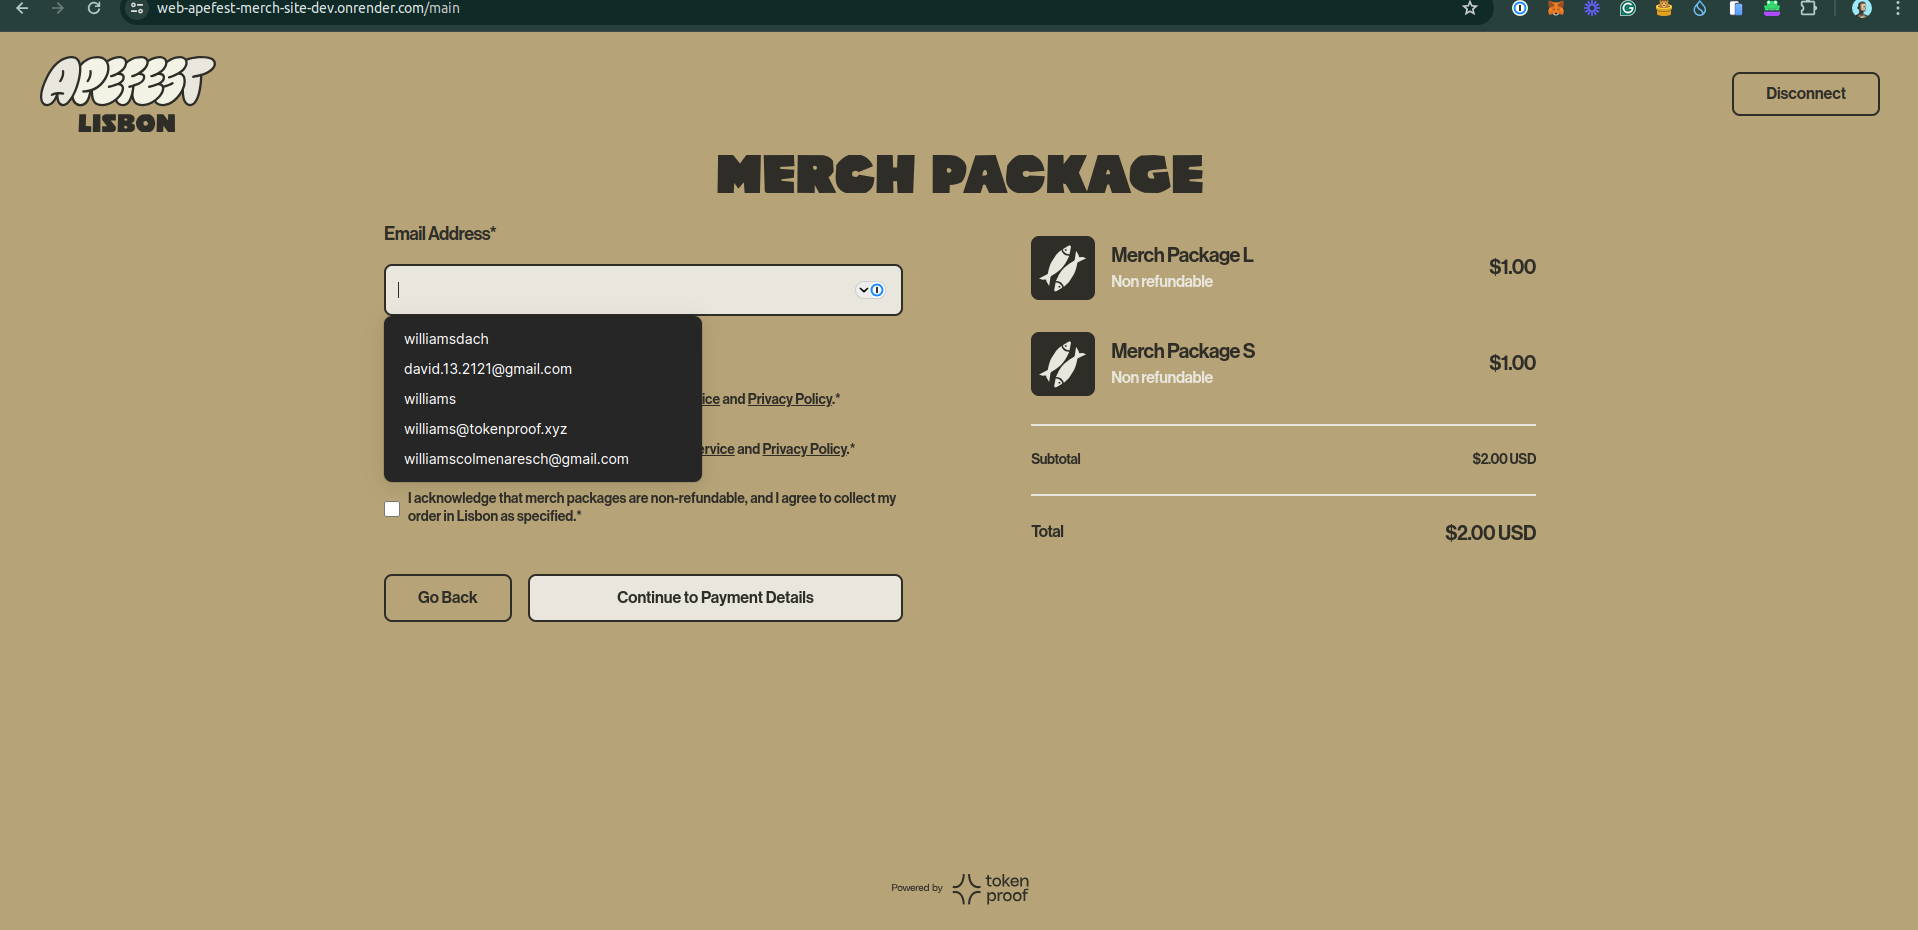 web-apefest-merch-site-dev.onrender.com/main
APEFEST
LISBON
Disconnect
MERCH PACKAGE
Email Address*
williamsdach
david.13.2121@gmail.com
williams
williams@tokenproof.xyz
williamscolmenaresch@gmail.com
and Privacy Policy.*
and Privacy Policy.*
I acknowledge that merch packages are non-refundable, and I agree to collect my
order in Lisbon as specified.*
Go Back
Continue to Payment Details
Merch Package L
Non refundable
$1.00
Merch Package S
Non refundable
$1.00
Subtotal
$2.00 USD
Total
$2.00 USD
Powered by
token
proof